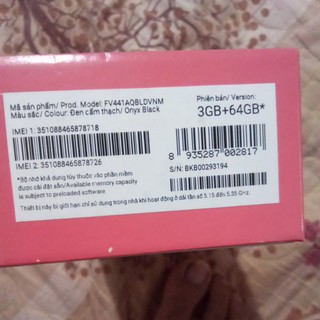 Mã sản phẩm/ Prod. Model: FV441AQBLDVNM
Màu sắc/ Colour: Đen cẩm thạch/ Onyx Black
Phiên bản/ Version:
3GB+64GB*
IMEI 1: 351088465878718
IMEI 2: 351088465878726
8 935287 002817
S/N: BKB00293194
*Bộ nhớ khả dụng tùy thuộc vào phần mềm
được cài đặt sẵn/Available memory capacity
is subject to preloaded software
Thiết bị này bị giới hạn chỉ sử dụng trong nhà khi hoạt động ở dải tần số 5.15 đến 5.35 GHz.